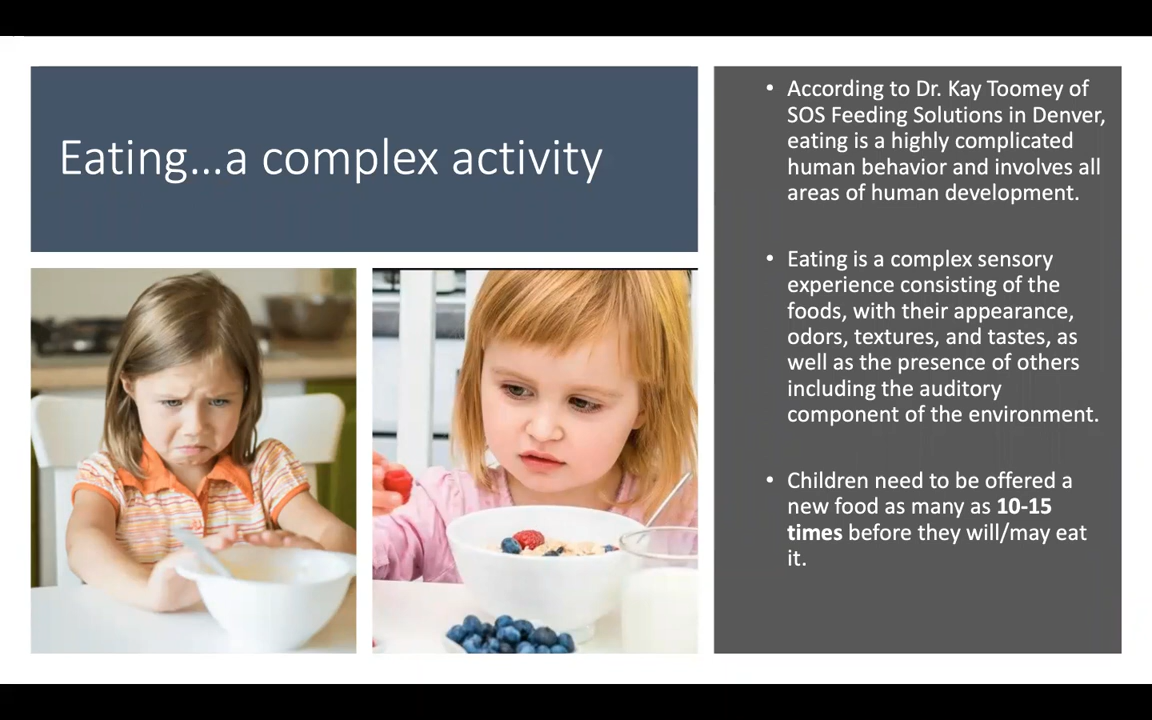 Eating...a complex activity
• According to Dr. Kay Toomey of
SOS Feeding Solutions in Denver,
eating is a highly complicated
human behavior and involves all
areas of human development.
• Eating is a complex sensory
experience consisting of the
foods, with their appearance,
odors, textures, and tastes, as
well as the presence of others
including the auditory
component of the environment.
• Children need to be offered a
new food as many as 10-15
times before they will/may eat
it.